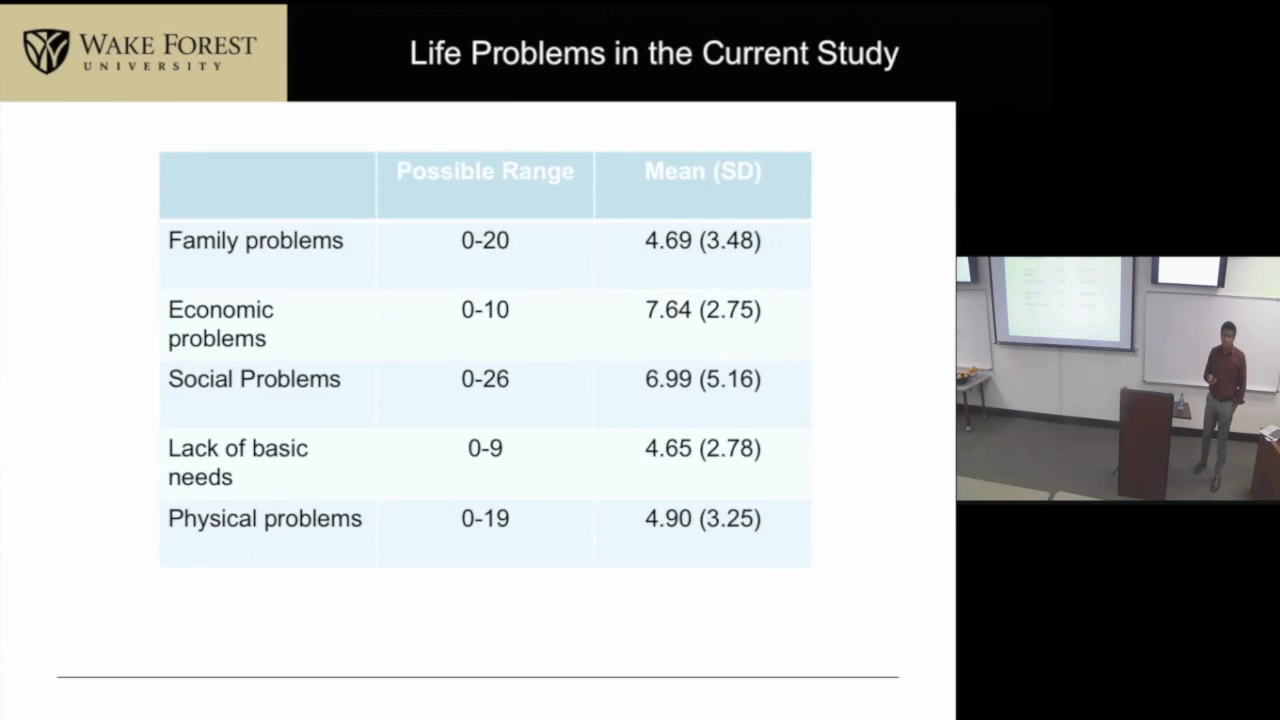 WAKE FOREST
UNIVERSITY
Life Problems in the Current Study
Possible Range Mean (SD)
Family problems 0-20 4.69 (3.48)
Economic 0-10 7.64 (2.75)
problems
Social Problems 0-26 6.99 (5.16)
Lack of basic 0-9 4.65 (2.78)
needs
Physical problems 0-19 4.90 (3.25)